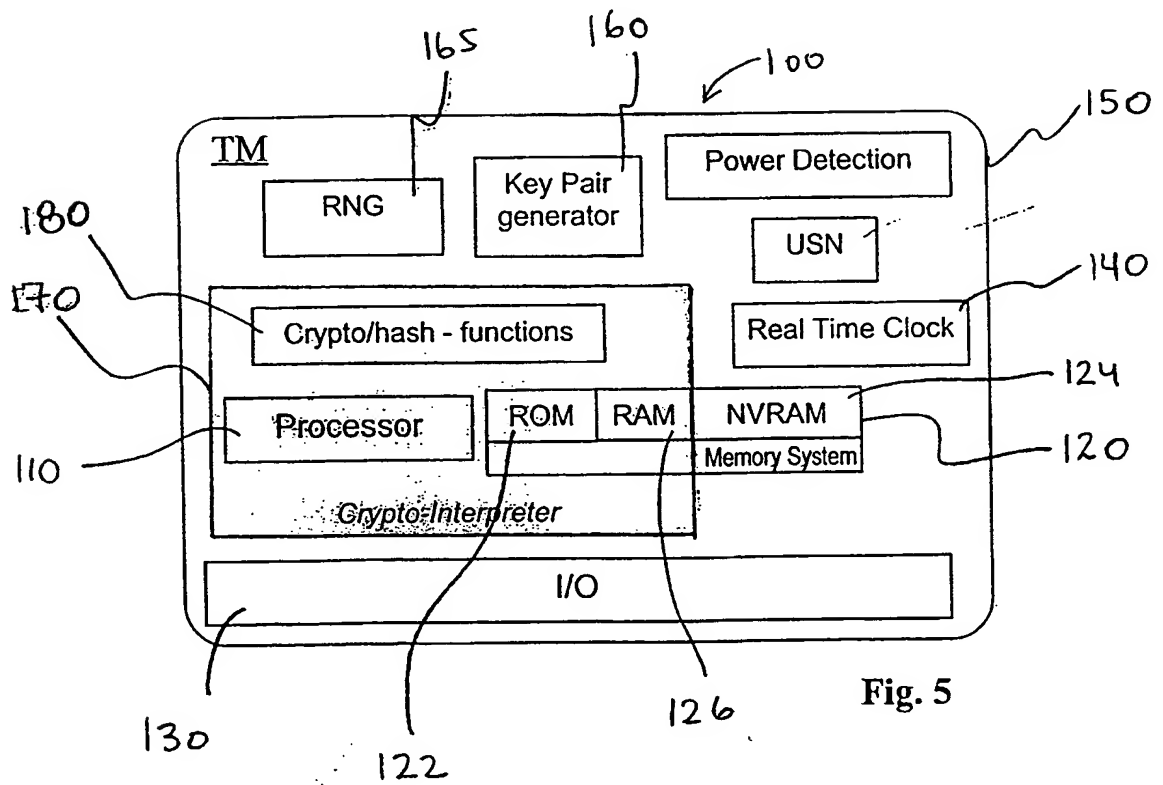 165
160
100
150
TM
RNG
Key Pair
generator
Power Detection
180
USN
140
170
Crypto/hash - functions
Real Time Clock
124
Processor
ROM
RAM
NVRAM
110
Memory System
120
Crypto-Interpreter
I/O
Fig. 5
130
122
126